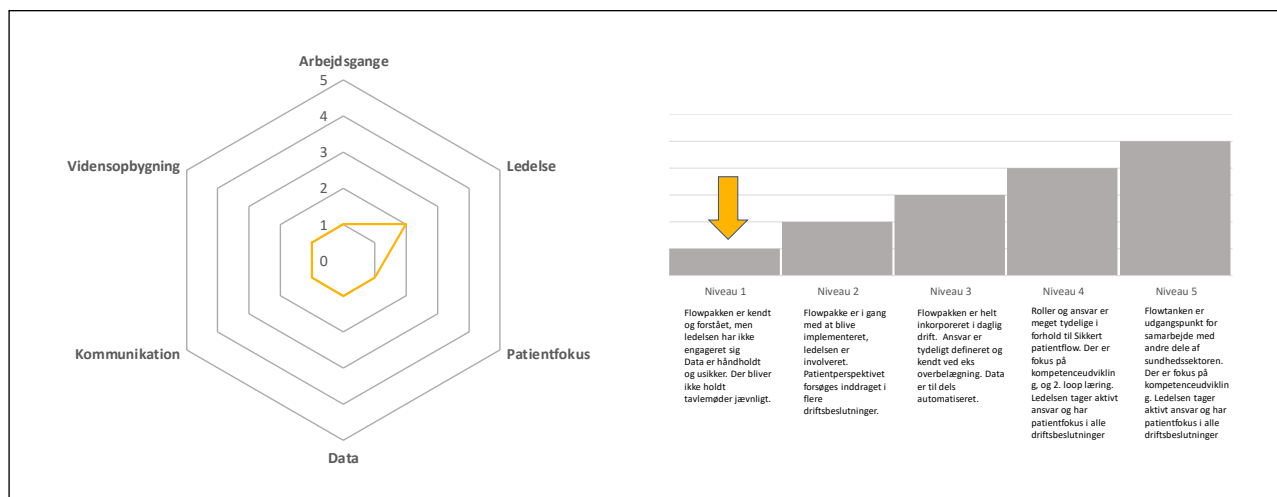 Arbejdsgange
5
4
3
2
1
0
Ledelse
Patientfokus
Data
Kommunikation
Vidensopbygning
Niveau 1
Flowpakken er kendt
og forstået, men
ledelsen har ikke
engageret sig
Data er håndholdt
og usikker. Der bliver
ikke holdt
tavlemøder jævnligt.
Niveau 2
Flowpakke er i gang
med at blive
implementeret,
ledelsen er
involveret.
Patientperspektivet
forsøges inddraget i
flere
driftsbeslutninger.
Niveau 3
Flowpakken er helt
inkorporeret i daglig
drift. Ansvar er
tydeligt defineret og
kendt ved eks
overbelægning. Data
er til dels
automatiseret.
Niveau 4
Roller og ansvar er
meget tydelige i
forhold til Sikkert
patientflow. Der er
fokus på
kompetenceudviklin
g, og 2. loop læring.
Ledelsen tager aktivt
ansvar og har
patientfokus i alle
driftsbeslutninger
Niveau 5
Flowtanken er
udgangspunkt for
samarbejde med
andre dele af
sundhedssektoren.
Der er fokus på
kompetenceudviklin
g. Ledelsen tager
aktivt ansvar og har
patientfokus i alle
driftsbeslutninger